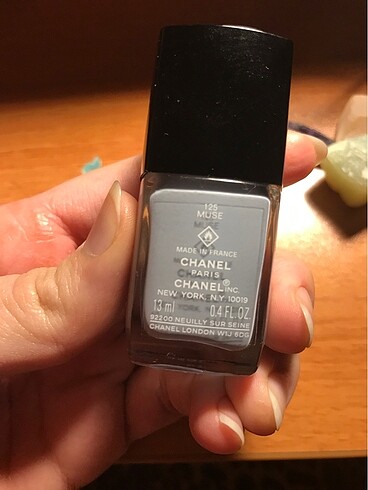 125
MUSE
MADE IN FRANCE
CHANEL
PARIS
CHANEL® INC.
NEW YORK, N.Y 10019
13 ml 0.4 FL. OZ
92200 NEUILLY SUR SEINE
CHANEL LONDON W1J 6DG